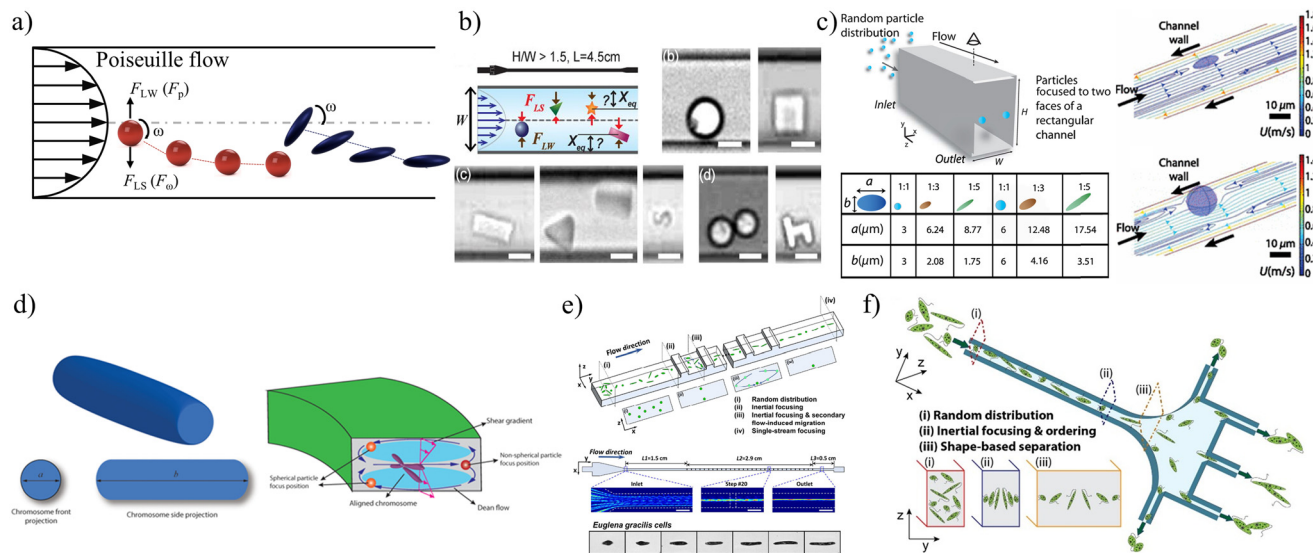 a)
Poiseuille flow
F_LW (F_p)
ω
F_LS (F_ω)
ω
b)
H/W > 1.5, L=4.5cm
W
F_LS
F_LW
?
X_eq
X_eq
?
(b)
(c)
(d)
c)
Random particle
distribution
Flow
Inlet
Particles
focused to two
faces of a
rectangular
channel
H
W
Outlet
y
x
z
a
b
1:1
1:3
1:5
1:1
1:3
1:5
a(μm)
3
6.24
8.77
6
12.48
17.54
b(μm)
3
2.08
1.75
6
4.16
3.51
Channel
wall
Flow
10 μm
U(m/s)
Channel
wall
Flow
10 μm
U(m/s)
d)
a
Chromosome front
projection
b
Chromosome side projection
Shear gradient
Spherical particle
focus position
Non-spherical particle
focus position
Aligned chromosome
Dean flow
e)
Flow direction
(i)
(ii)
(iii)
(iv)
(i) Random distribution
(ii) Inertial focusing
(iii) Inertial focusing & secondary
flow-induced migration
(iv) Single-stream focusing
Flow direction
L1=1.5 cm
L2=2.9 cm
L3=0.5 cm
Inlet
Step #20
Outlet
Euglena gracilis cells
f)
(i)
(ii)
(iii)
y
z
x
(i) Random distribution
(ii) Inertial focusing & ordering
(iii) Shape-based separation
(i)
(ii)
(iii)
z
y